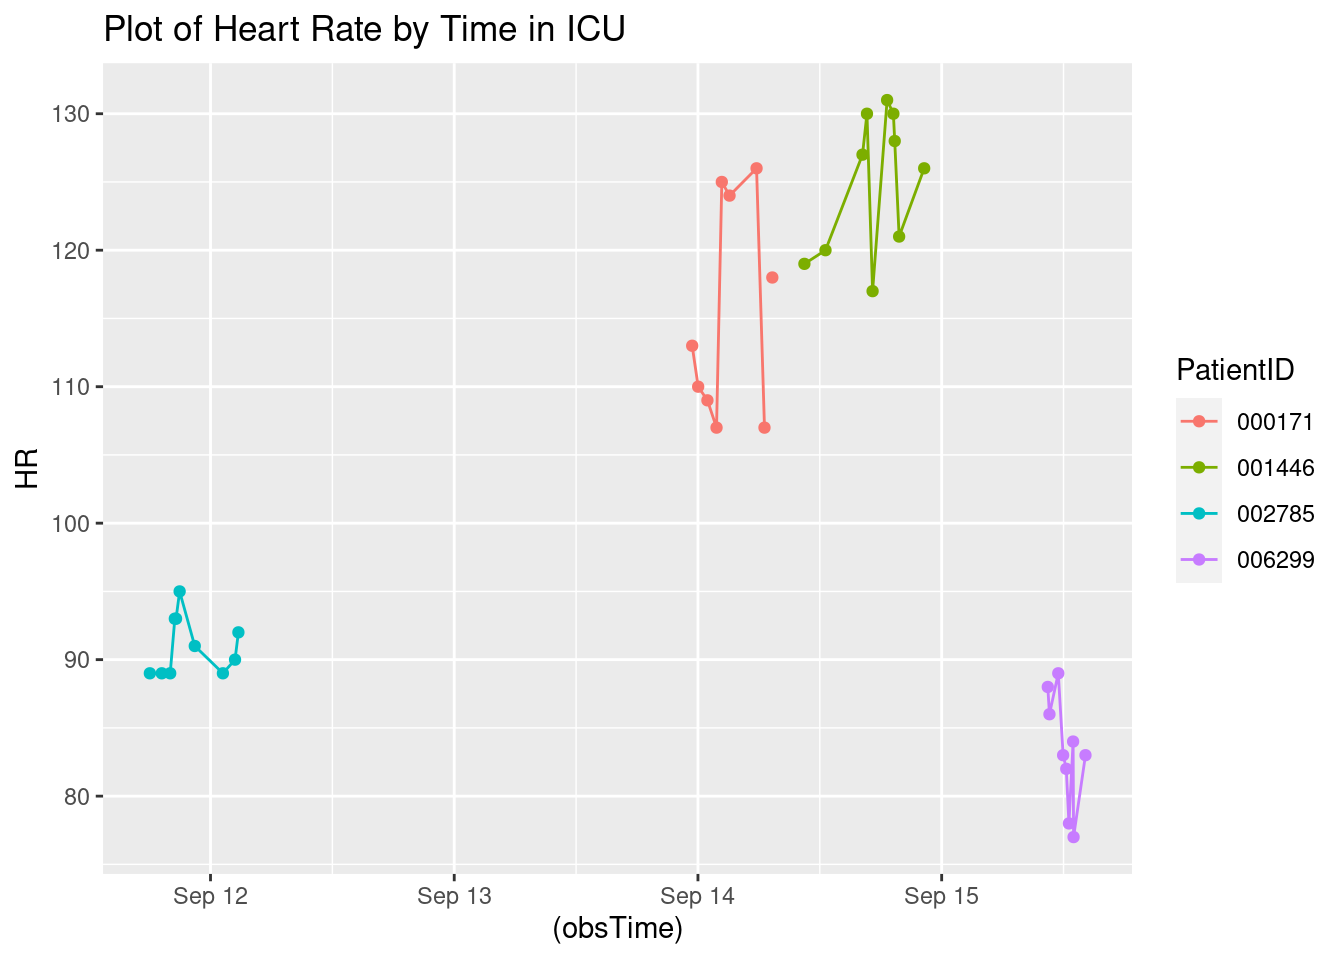 Plot of Heart Rate by Time in ICU
HR
130
120
110
100
90
80
Sep 12
Sep 13
Sep 14
Sep 15
(obsTime)
PatientID
000171
001446
002785
006299